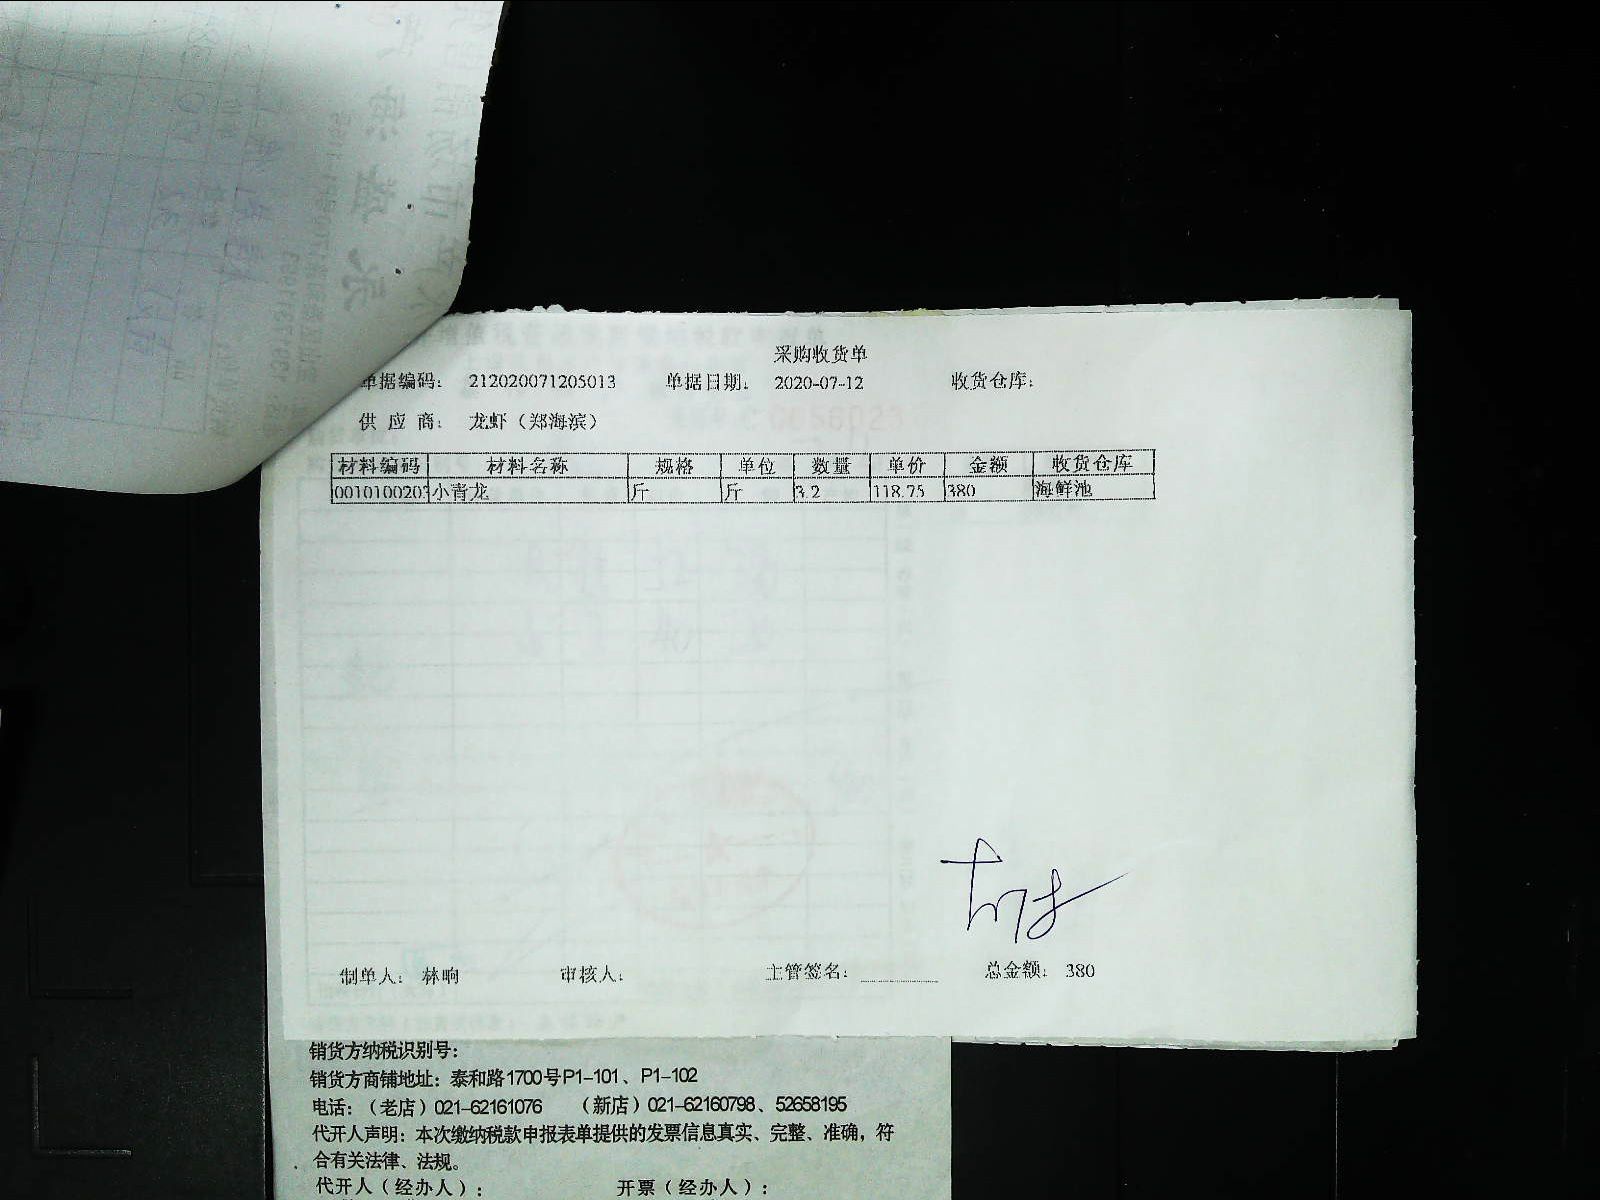 采购收货单
单据编码： 212020071205013 单据日期： 2020-07-12 收货仓库：
供 应 商： 龙虾（郑海滨）
材料编码 材料名称 规格 单位 数量 单价 金额 收货仓库
0010100203 小青龙 斤 斤 3.2 118.75 380 海鲜池
制单人： 林晌 审核人： 主管签名： 总金额： 380
销货方纳税识别号：
销货方商铺地址：泰和路1700号P1-101、P1-102
电话：（老店）021-62161076 （新店）021-62160798、52658195
代开人声明：本次缴纳税款申报表单提供的发票信息真实、完整、准确，符
合有关法律、法规。
代开人（经办人）： 开票（经办人）：